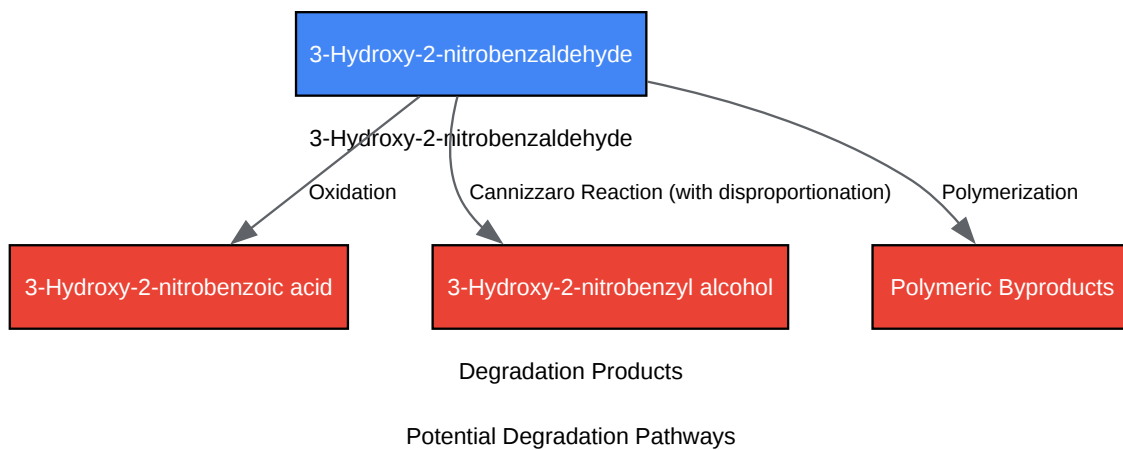 3-Hydroxy-2-nitrobenzaldehyde
3-Hydroxy-2-nitrobenzaldehyde
Oxidation
Cannizzaro Reaction (with disproportionation)
Polymerization
3-Hydroxy-2-nitrobenzoic acid
3-Hydroxy-2-nitrobenzyl alcohol
Polymeric Byproducts
Degradation Products
Potential Degradation Pathways